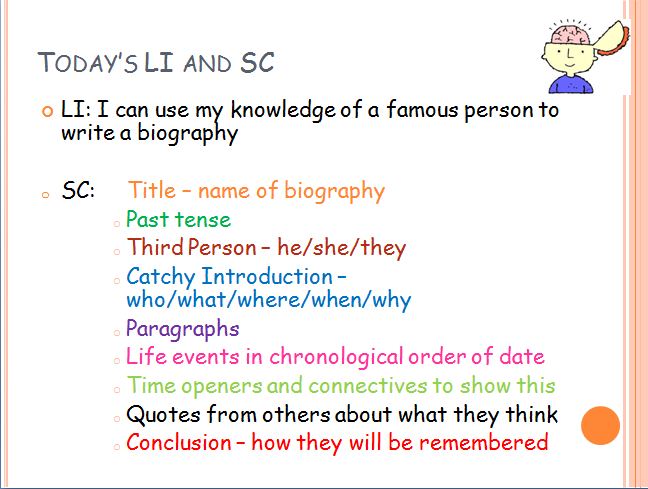 TODAY'S LI AND SC
LI: I can use my knowledge of a famous person to
write a biography
SC: Title – name of biography
Past tense
Third Person – he/she/they
Catchy Introduction –
who/what/where/when/why
Paragraphs
Life events in chronological order of date
Time openers and connectives to show this
Quotes from others about what they think
Conclusion – how they will be remembered